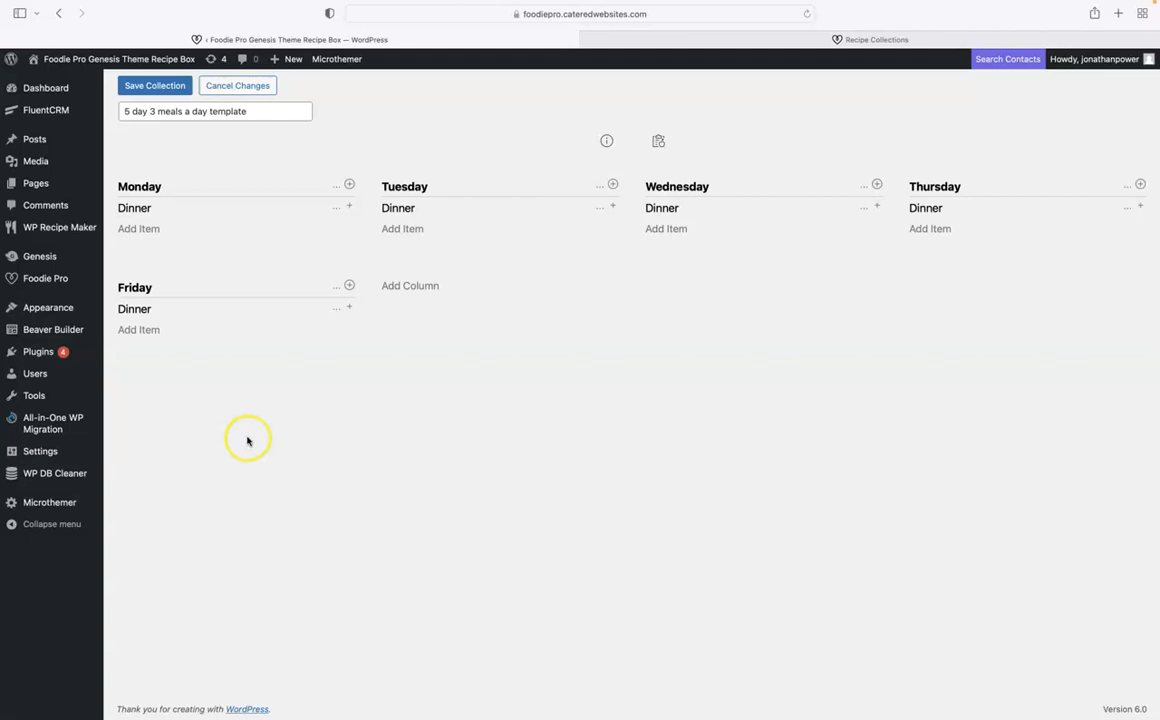 foodiepro.cateredwebsites.com
‹ Foodie Pro Genesis Theme Recipe Box — WordPress
Recipe Collections
Foodie Pro Genesis Theme Recipe Box 4 0 + New Microthemer
Search Contacts
Howdy, jonathanpower
Dashboard
FluentCRM
Posts
Media
Pages
Comments
WP Recipe Maker
Genesis
Foodie Pro
Appearance
Beaver Builder
Plugins 4
Users
Tools
All-in-One WP
Migration
Settings
WP DB Cleaner
Microthemer
Collapse menu
Save Collection
Cancel Changes
5 day 3 meals a day template
Monday ...
Dinner ... +
Add Item
Tuesday ...
Dinner ... +
Add Item
Wednesday ...
Dinner ... +
Add Item
Thursday ...
Dinner ... +
Add Item
Friday ...
Dinner ... +
Add Item
Add Column
Thank you for creating with WordPress.
Version 6.0